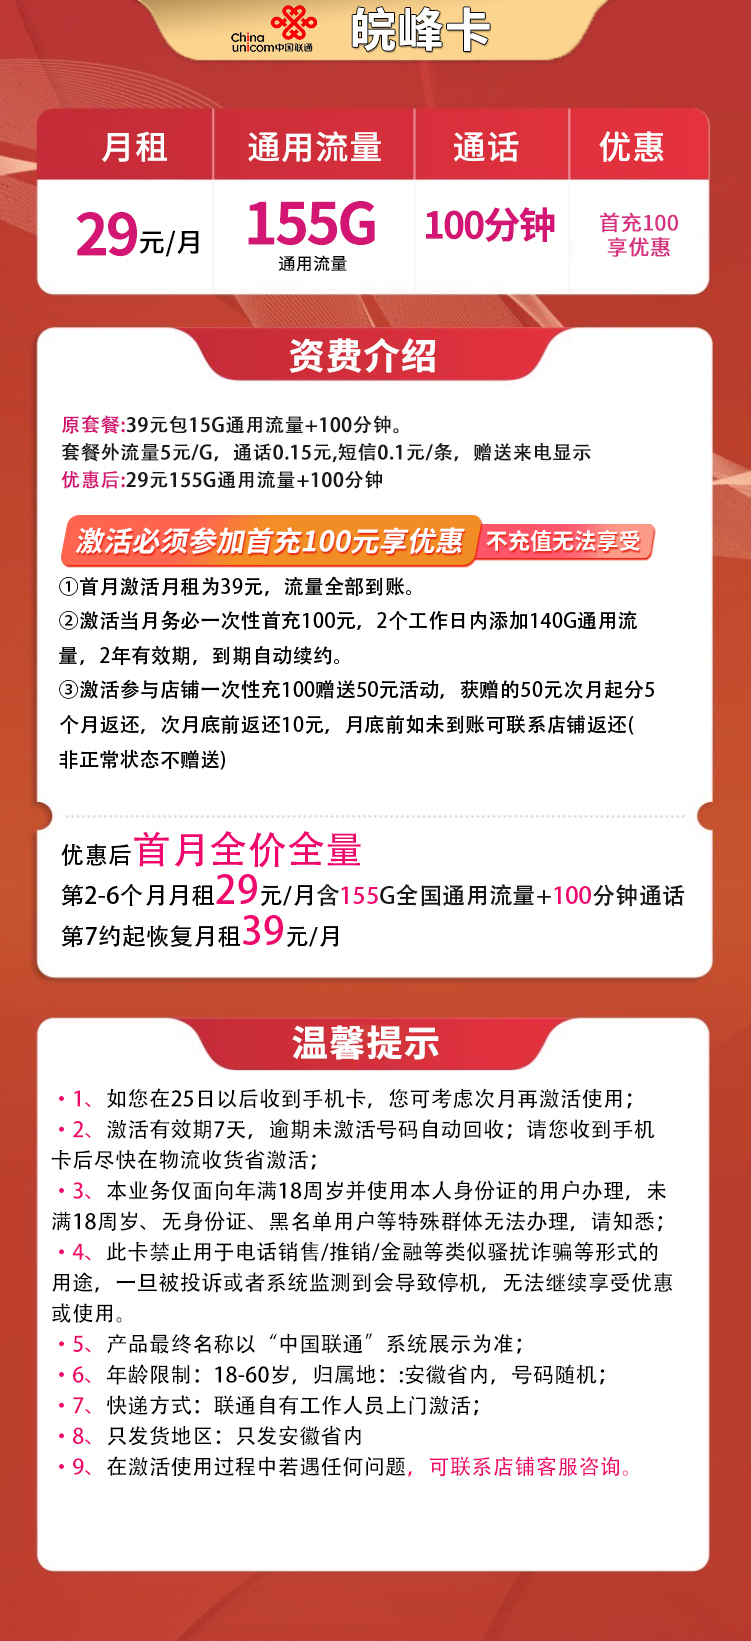 China
unicom中国联通
皖峰卡
月租 通用流量 通话 优惠
29元/月
155G
通用流量
100分钟
首充100
享优惠
资费介绍
原套餐:39元包15G通用流量+100分钟。
套餐外流量5元/G，通话0.15元,短信0.1元/条，赠送来电显示
优惠后:29元155G通用流量+100分钟
激活必须参加首充100元享优惠 不充值无法享受
①首月激活月租为39元，流量全部到账。
②激活当月务必一次性首充100元，2个工作日内添加140G通用流
量，2年有效期，到期自动续约。
③激活参与店铺一次性充100赠送50元活动，获赠的50元次月起分5
个月返还，次月底前返还10元，月底前如未到账可联系店铺返还(
非正常状态不赠送)
优惠后首月全价全量
第2-6个月月租29元/月含155G全国通用流量+100分钟通话
第7约起恢复月租39元/月
温馨提示
·1、如您在25日以后收到手机卡，您可考虑次月再激活使用；
·2、激活有效期7天，逾期未激活号码自动回收；请您收到手机
卡后尽快在物流收货省激活；
·3、本业务仅面向年满18周岁并使用本人身份证的用户办理，未
满18周岁、无身份证、黑名单用户等特殊群体无法办理，请知悉；
·4、此卡禁止用于电话销售/推销/金融等类似骚扰诈骗等形式的
用途，一旦被投诉或者系统监测到会导致停机，无法继续享受优惠
或使用。
·5、产品最终名称以“中国联通”系统展示为准；
·6、年龄限制：18-60岁，归属地：:安徽省内，号码随机；
·7、快递方式：联通自有工作人员上门激活；
·8、只发货地区：只发安徽省内
·9、在激活使用过程中若遇任何问题，可联系店铺客服咨询。